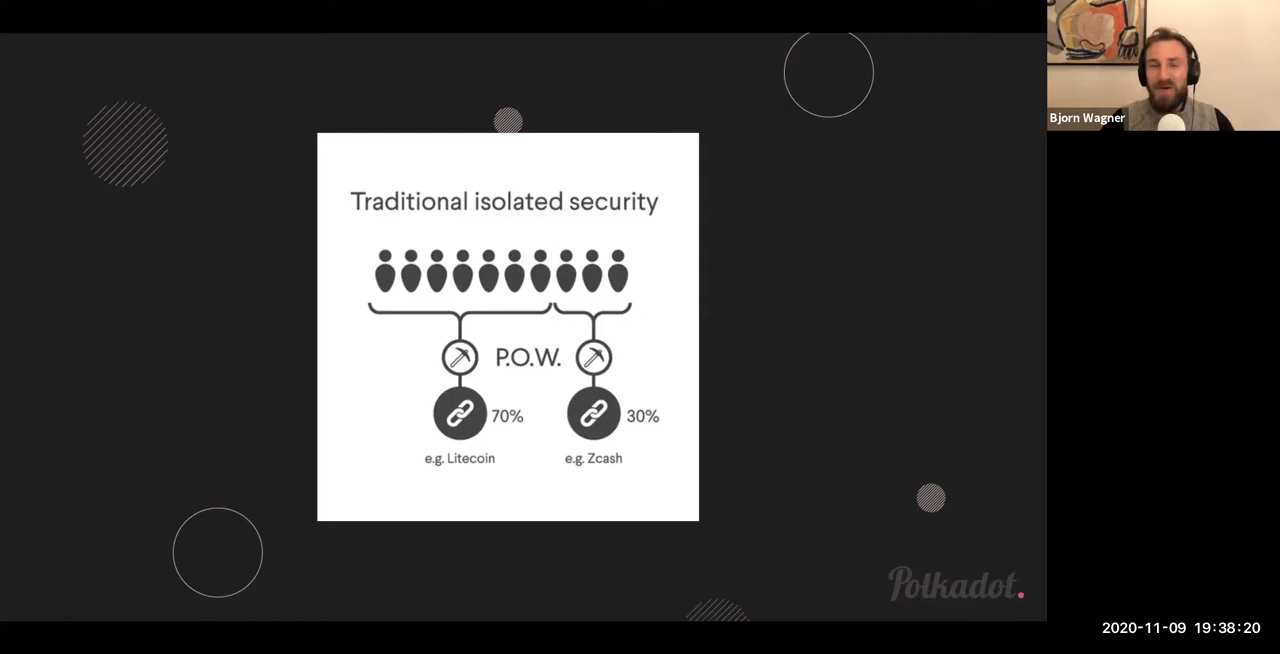 Bjorn Wagner
Traditional isolated security
P.O.W.
70%
30%
e.g. Litecoin
e.g. Zcash
Polkadot.
2020-11-09 19:38:20